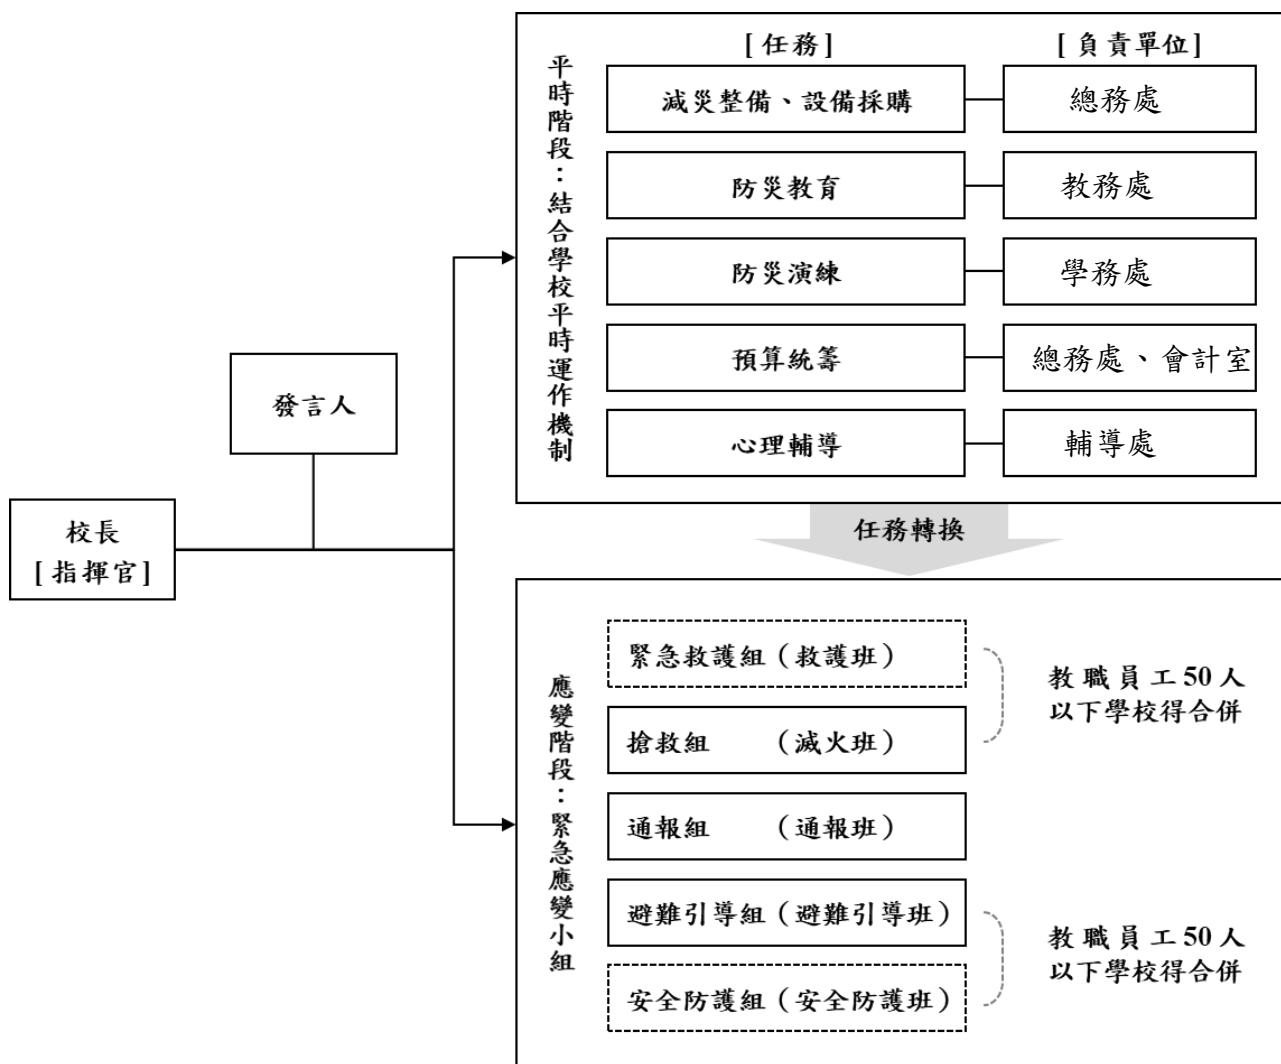 [任務]
[負責單位]
平時階段：結合學校平時運作機制
減災整備、設備採購
總務處
防災教育
教務處
防災演練
學務處
預算統籌
總務處、會計室
心理輔導
輔導處
發言人
校長
[指揮官]
任務轉換
應變階段：緊急應變小組
緊急救護組（救護班）
搶救組　　（滅火班）
教職員工50人
以下學校得合併
通報組　　（通報班）
避難引導組（避難引導班）
安全防護組（安全防護班）
教職員工50人
以下學校得合併